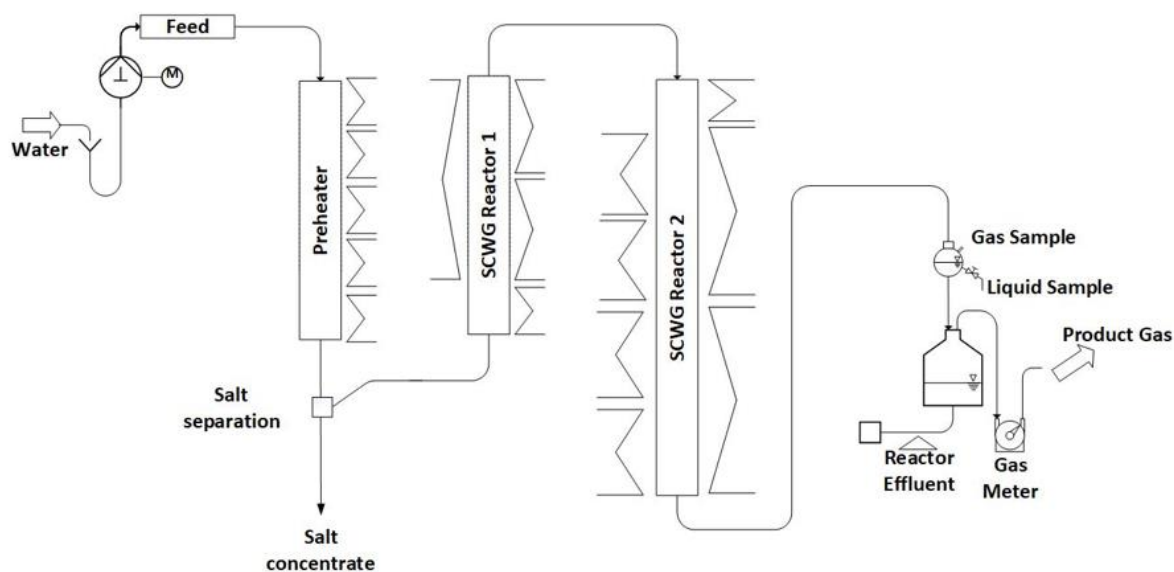 Feed
M
Water
Preheater
SCWG Reactor 1
SCWG Reactor 2
Gas Sample
Liquid Sample
Product Gas
Salt
separation
Reactor
Effluent
Gas
Meter
Salt
concentrate